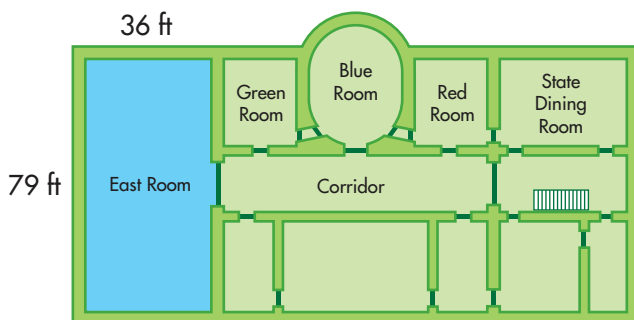 36 ft
79 ft
East Room
Green
Room
Blue
Room
Red
Room
State
Dining
Room
Corridor